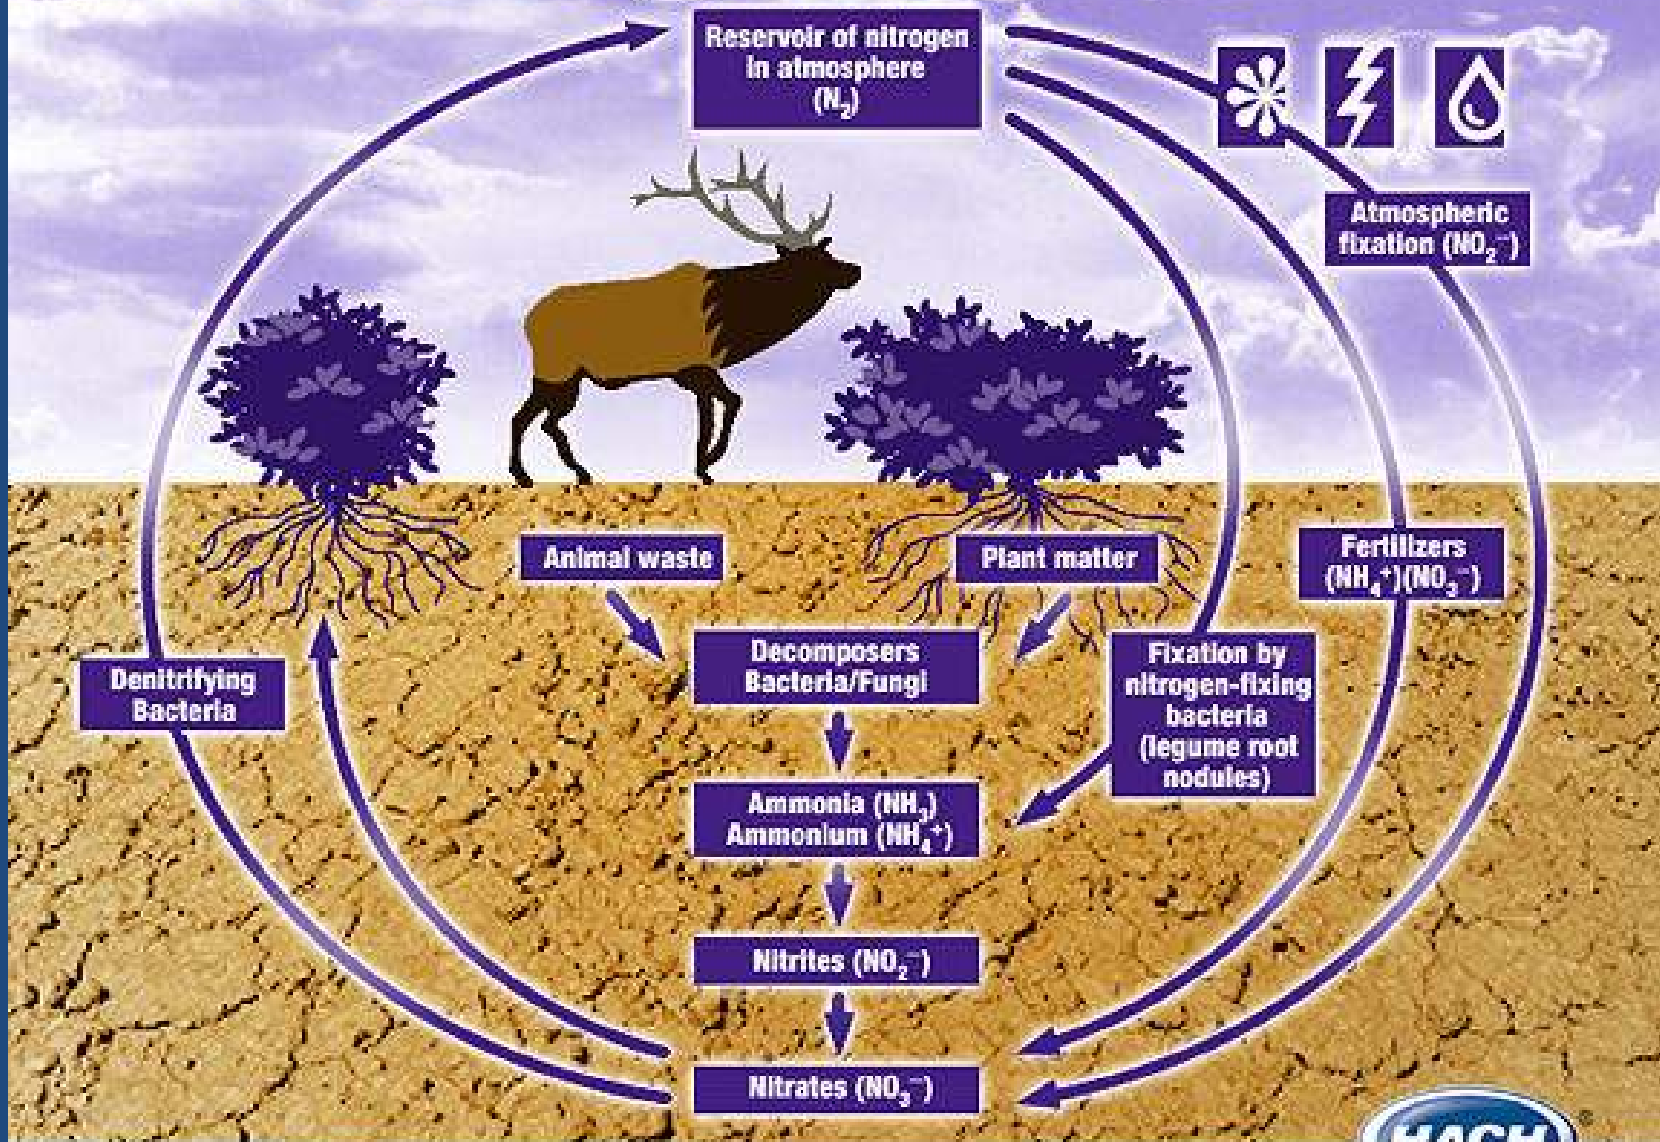 Reservoir of nitrogen
in atmosphere
(N₂)
Atmospheric
fixation (NO₂⁻)
Animal waste
Plant matter
Fertilizers
(NH₄⁺)(NO₃⁻)
Decomposers
Bacteria/Fungi
Fixation by
nitrogen-fixing
bacteria
(legume root
nodules)
Denitrifying
Bacteria
Ammonia (NH₃)
Ammonium (NH₄⁺)
Nitrites (NO₂⁻)
Nitrates (NO₃⁻)
HACH
®